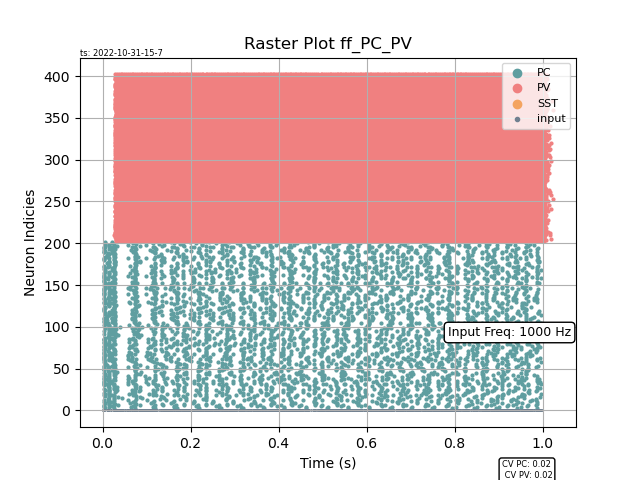 Raster Plot ff_PC_PV
ts: 2022-10-31-15-7
PC
PV
SST
input
400
350
300
250
200
150
100
50
0
Neuron Indicies
Input Freq: 1000 Hz
0.0 0.2 0.4 0.6 0.8 1.0
Time (s)
CV PC: 0.02
CV PV: 0.02